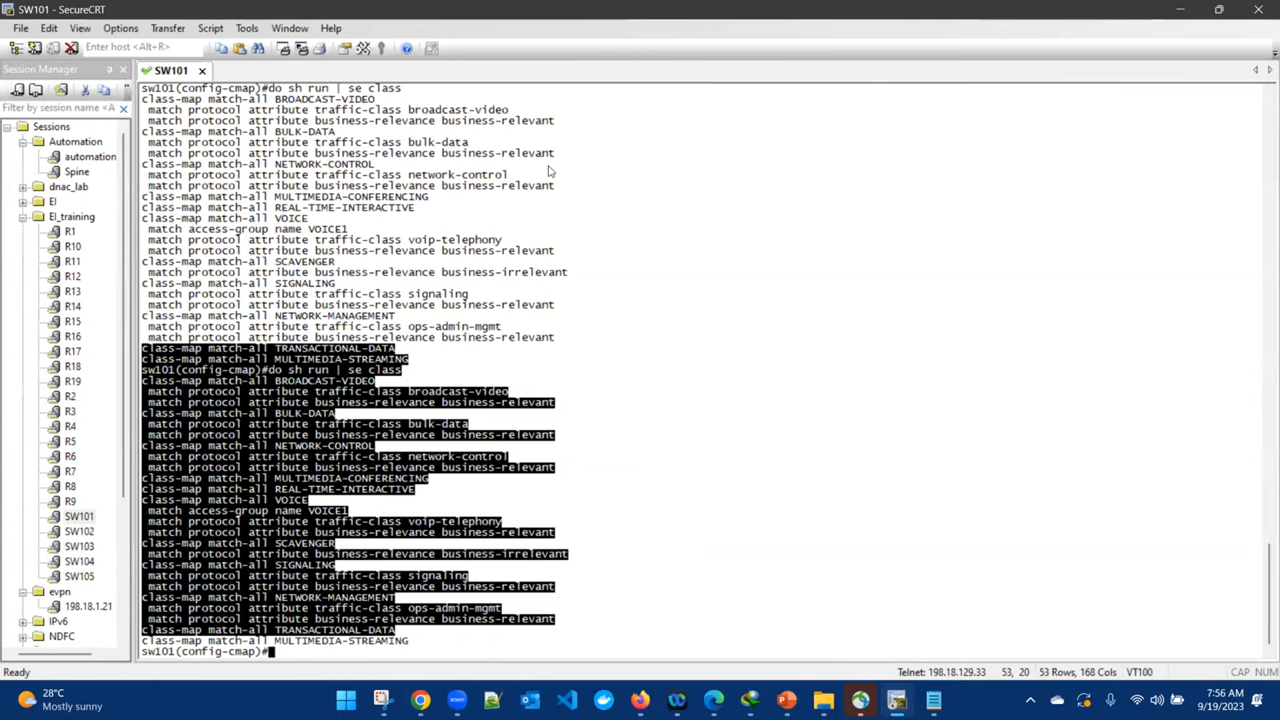 SW101 - SecureCRT
File Edit View Options Transfer Script Tools Window Help
Enter host <Alt+R>
Session Manager
SW101
Filter by session name <A
Sessions
Automation
automation
Spine
dnac_lab
EI
EI_training
R1
R10
R11
R12
R13
R14
R15
R16
R17
R18
R19
R2
R3
R4
R5
R6
R7
R8
R9
SW101
SW102
SW103
SW104
SW105
evpn
198.18.1.21
IPv6
NDFC
sw101(config-cmap)#do sh run | se class
class-map match-all BROADCAST-VIDEO
match protocol attribute traffic-class broadcast-video
match protocol attribute business-relevance business-relevant
class-map match-all BULK-DATA
match protocol attribute traffic-class bulk-data
match protocol attribute business-relevance business-relevant
class-map match-all NETWORK-CONTROL
match protocol attribute traffic-class network-control
match protocol attribute business-relevance business-relevant
class-map match-all MULTIMEDIA-CONFERENCING
class-map match-all REAL-TIME-INTERACTIVE
class-map match-all VOICE
match access-group name VOICE1
match protocol attribute traffic-class voip-telephony
match protocol attribute business-relevance business-relevant
class-map match-all SCAVENGER
match protocol attribute business-relevance business-irrelevant
class-map match-all SIGNALING
match protocol attribute traffic-class signaling
match protocol attribute business-relevance business-relevant
class-map match-all NETWORK-MANAGEMENT
match protocol attribute traffic-class ops-admin-mgmt
match protocol attribute business-relevance business-relevant
class-map match-all TRANSACTIONAL-DATA
class-map match-all MULTIMEDIA-STREAMING
sw101(config-cmap)#do sh run | se class
class-map match-all BROADCAST-VIDEO
match protocol attribute traffic-class broadcast-video
match protocol attribute business-relevance business-relevant
class-map match-all BULK-DATA
match protocol attribute traffic-class bulk-data
match protocol attribute business-relevance business-relevant
class-map match-all NETWORK-CONTROL
match protocol attribute traffic-class network-control
match protocol attribute business-relevance business-relevant
class-map match-all MULTIMEDIA-CONFERENCING
class-map match-all REAL-TIME-INTERACTIVE
class-map match-all VOICE
match access-group name VOICE1
match protocol attribute traffic-class voip-telephony
match protocol attribute business-relevance business-relevant
class-map match-all SCAVENGER
match protocol attribute business-relevance business-irrelevant
class-map match-all SIGNALING
match protocol attribute traffic-class signaling
match protocol attribute business-relevance business-relevant
class-map match-all NETWORK-MANAGEMENT
match protocol attribute traffic-class ops-admin-mgmt
match protocol attribute business-relevance business-relevant
class-map match-all TRANSACTIONAL-DATA
class-map match-all MULTIMEDIA-STREAMING
sw101(config-cmap)#
Ready Telnet: 198.18.129.33 53, 20 53 Rows, 168 Cols VT100 CAP NUM
28°C
Mostly sunny
7:56 AM
9/19/2023